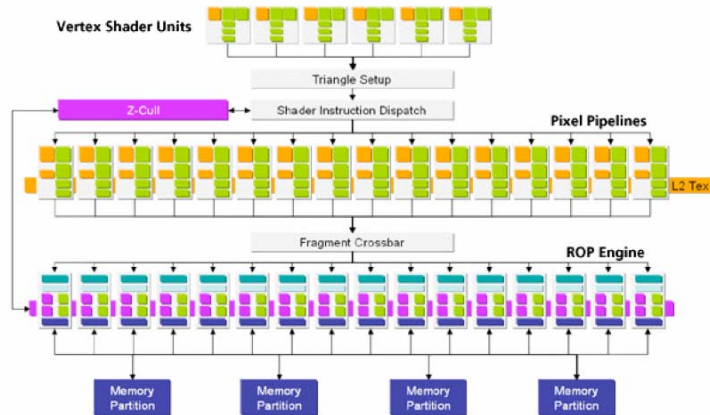 Vertex Shader Units
Triangle Setup
Z-Cull
Shader Instruction Dispatch
Pixel Pipelines
L2 Tex
Fragment Crossbar
ROP Engine
Memory
Partition
Memory
Partition
Memory
Partition
Memory
Partition